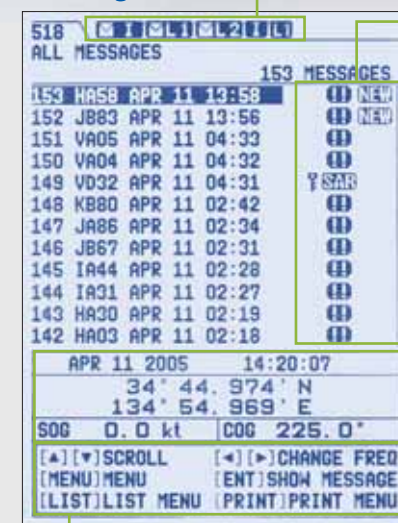 518 I L1 L2 I L
ALL MESSAGES
153 MESSAGES
153 HA58 APR 11 13:58 NEW
152 JB83 APR 11 13:56 NEW
151 VA05 APR 11 04:33
150 VA04 APR 11 04:32
149 VD32 APR 11 04:31 SAR
148 KB80 APR 11 02:42
147 JA86 APR 11 02:34
146 JB67 APR 11 02:31
145 IA44 APR 11 02:28
144 IA31 APR 11 02:27
143 HA30 APR 11 02:19
142 HA03 APR 11 02:18
APR 11 2005 14:20:07
34° 44. 974' N
134° 54. 969' E
SOG 0.0 kt COG 225.0°
[▲][▼]SCROLL [◄][►]CHANGE FREQ
[MENU]MENU [ENT]SHOW MESSAGE
[LIST]LIST MENU [PRINT]PRINT MENU